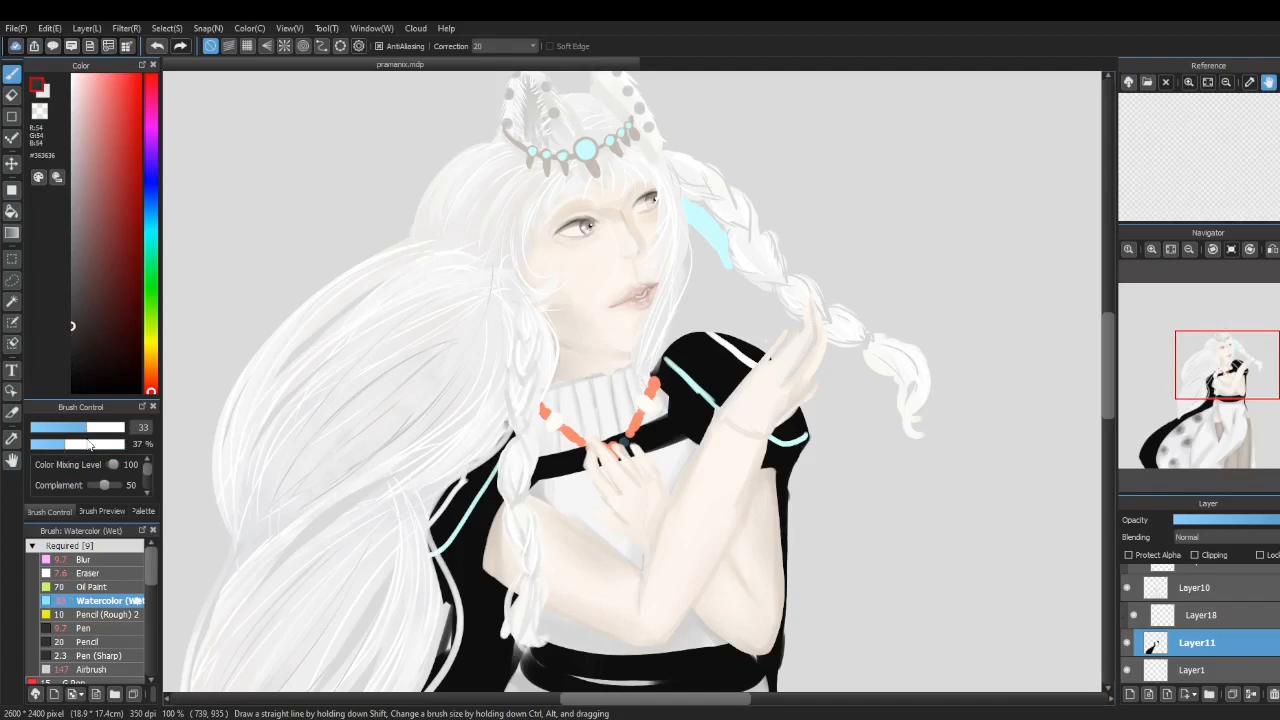 File(F) Edit(E) Layer(L) Filter(R) Select(S) Snap(N) Color(C) View(V) Tool(T) Window(W) Cloud Help
AntiAliasing Correction 20 Soft Edge
Color
pramanix.mdp
Reference
R:54
G:54
B:54
#363636
Navigator
Brush Control
33
37 %
Color Mixing Level 100
Complement 50
Brush Control Brush Preview Palette
Brush: Watercolor (Wet)
Required [9]
9.7 Blur
7.6 Eraser
70 Oil Paint
33 Watercolor (Wet
10 Pencil (Rough) 2
9.7 Pen
20 Pencil
2.3 Pen (Sharp)
147 Airbrush
15 G Pen
Layer
Opacity
Blending Normal
Protect Alpha Clipping Loc
Layer10
Layer18
Layer11
Layer1
2600 * 2400 pixel (18.9 * 17.4cm) 350 dpi 100 % (739, 935) Draw a straight line by holding down Shift, Change a brush size by holding down Ctrl, Alt, and dragging